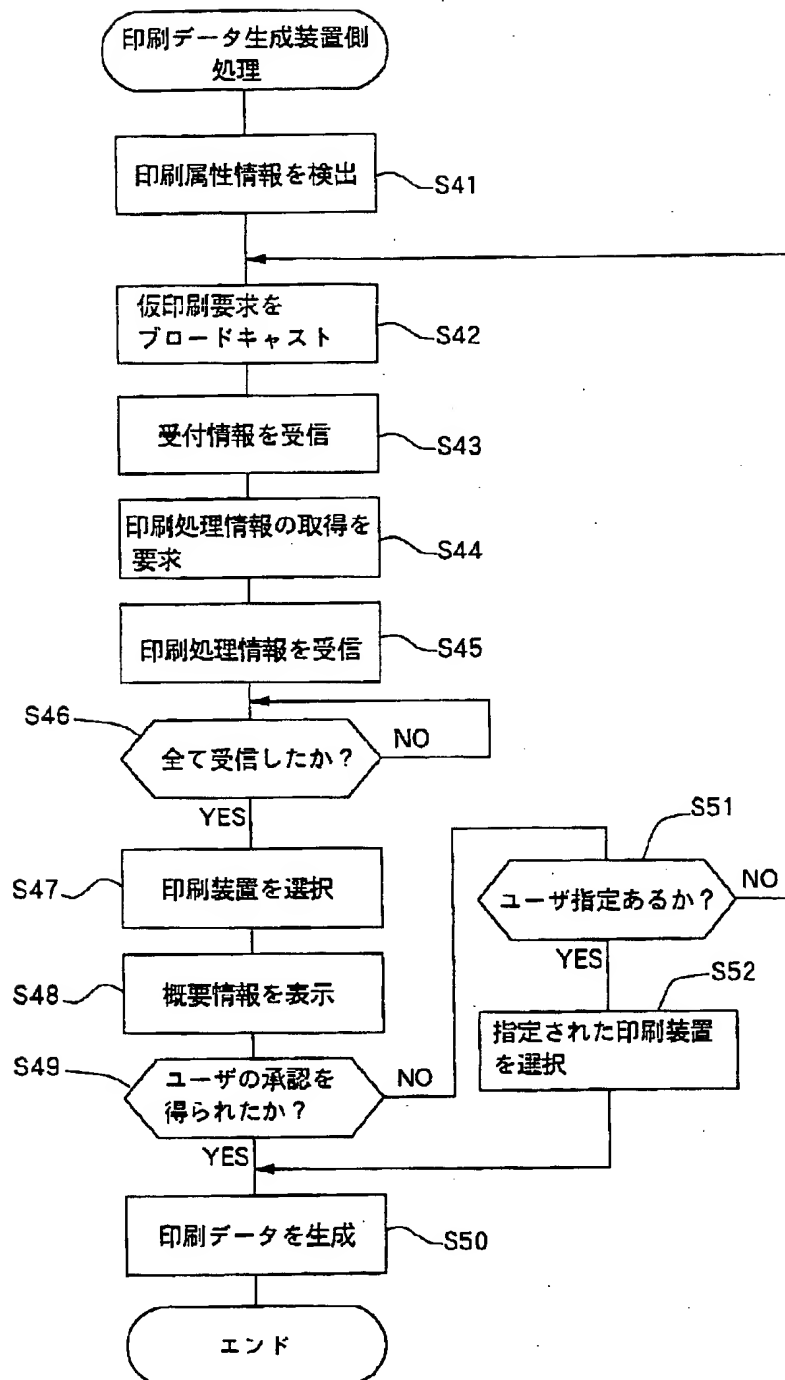 印刷データ生成装置側
処理
印刷属性情報を検出
S41
仮印刷要求を
ブロードキャスト
S42
受付情報を受信
S43
印刷処理情報の取得を
要求
S44
印刷処理情報を受信
S45
S46
全て受信したか？
NO
YES
S47
印刷装置を選択
S48
概要情報を表示
S49
ユーザの承認を
得られたか？
NO
YES
S51
ユーザ指定あるか？
NO
YES
S52
指定された印刷装置
を選択
印刷データを生成
S50
エンド